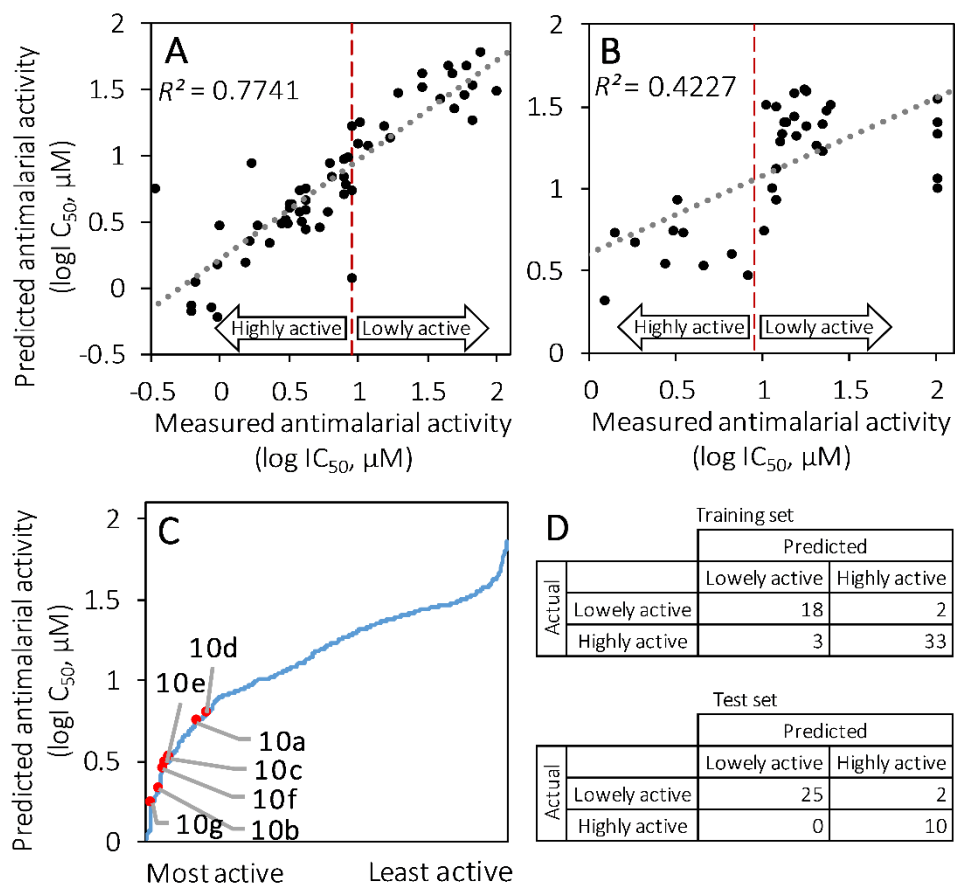 A
R² = 0.7741
Predicted antimalarial activity
(logI C₅₀, µM)
2
1.5
1
0.5
0
-0.5
Highly active
Lowly active
-0.5
0
0.5
1
1.5
2
Measured antimalarial activity
(log IC₅₀, µM)
B
R² = 0.4227
2
1.5
1
0.5
0
Highly active
Lowly active
0
0.5
1
1.5
2
Measured antimalarial activity
(log IC₅₀, µM)
C
Predicted antimalarial activity
(logI C₅₀, µM)
2
1.5
1
0.5
0
10d
10e
10a
10c
10f
10g
10b
Most active
Least active
D
Training set
Predicted
Actual
Lowely active Highly active
Lowely active 18 2
Highly active 3 33
Test set
Predicted
Actual
Lowely active Highly active
Lowely active 25 2
Highly active 0 10